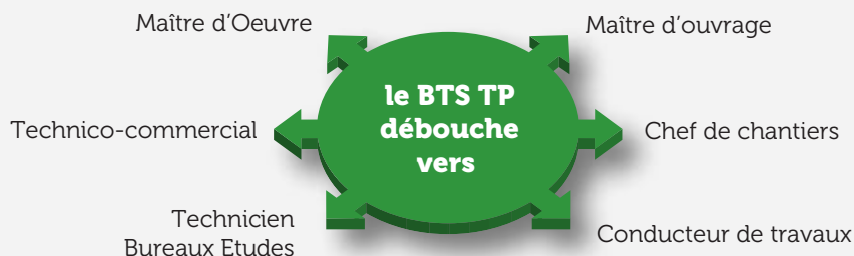 Maître d'Oeuvre
Maître d'ouvrage
le BTS TP
débouche
vers
Technico-commercial
Chef de chantiers
Technicien
Bureaux Etudes
Conducteur de travaux